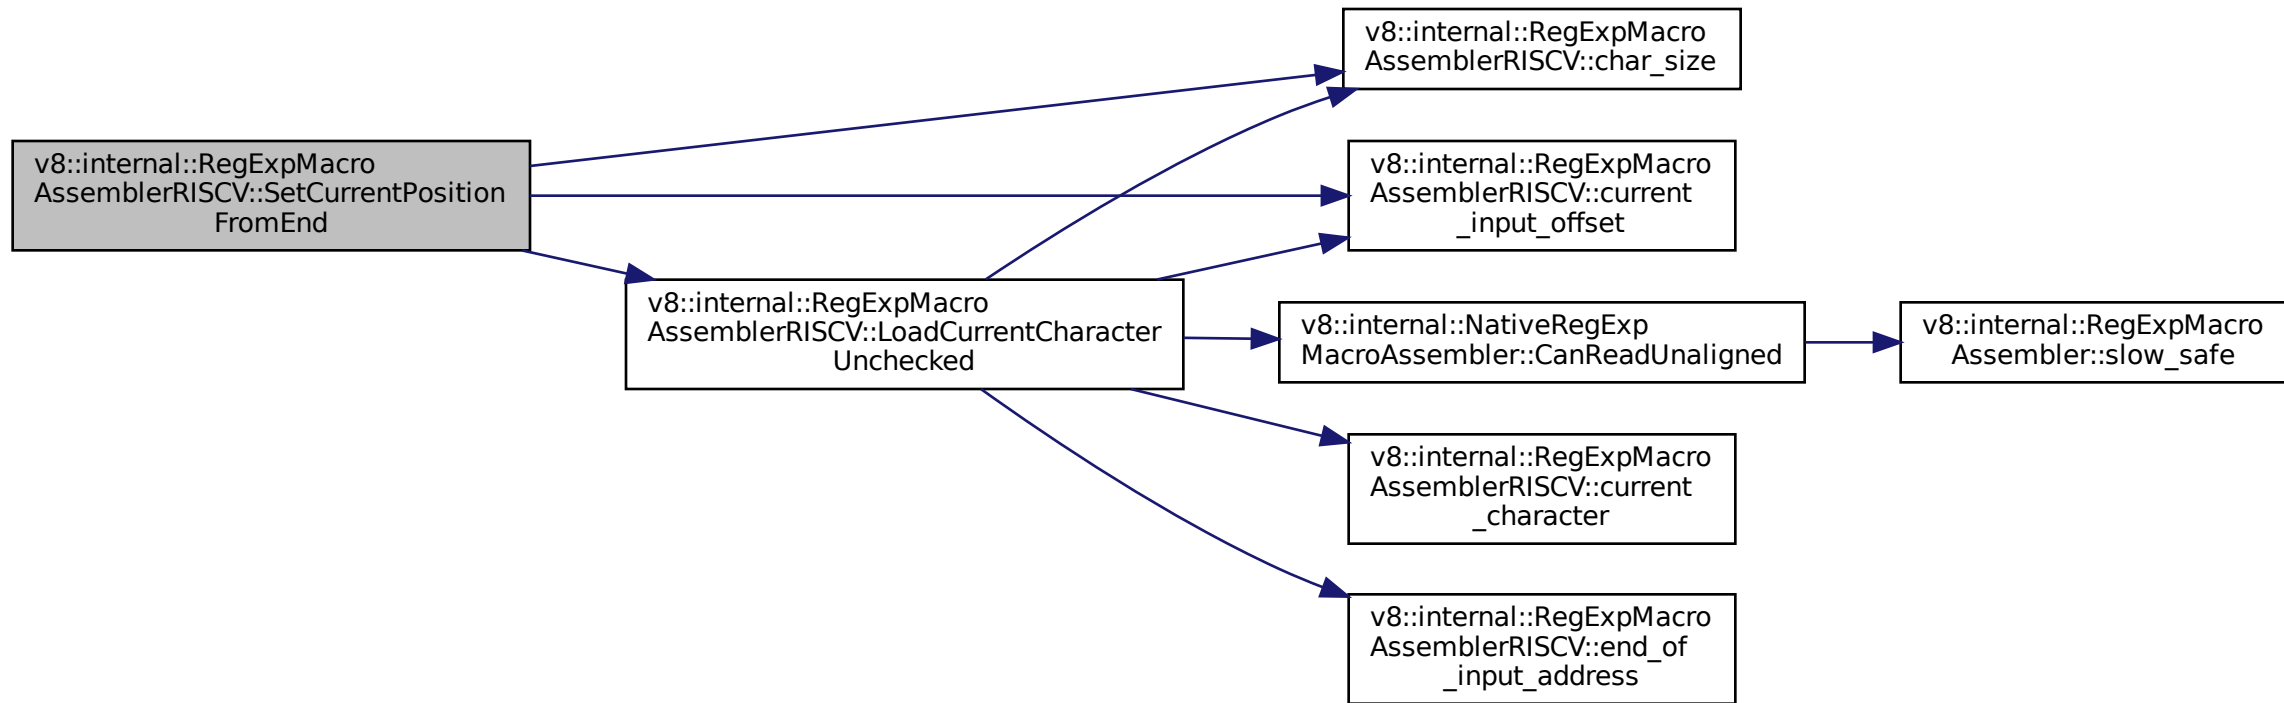 v8::internal::RegExpMacro
AssemblerRISCV::SetCurrentPosition
FromEnd
v8::internal::RegExpMacro
AssemblerRISCV::char_size
v8::internal::RegExpMacro
AssemblerRISCV::current
_input_offset
v8::internal::RegExpMacro
AssemblerRISCV::LoadCurrentCharacter
Unchecked
v8::internal::NativeRegExp
MacroAssembler::CanReadUnaligned
v8::internal::RegExpMacro
Assembler::slow_safe
v8::internal::RegExpMacro
AssemblerRISCV::current
_character
v8::internal::RegExpMacro
AssemblerRISCV::end_of
_input_address